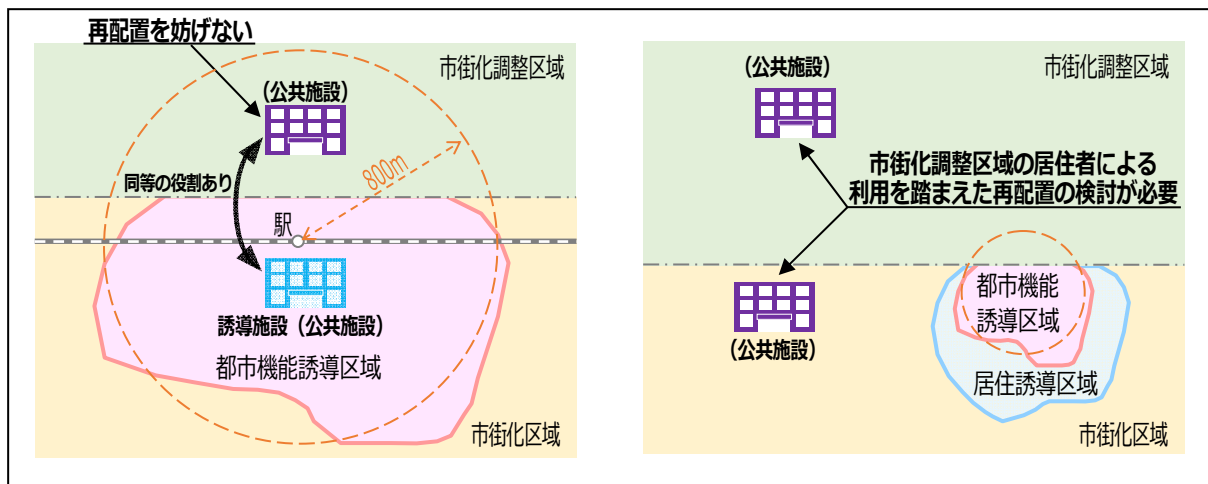 再配置を妨げない
市街化調整区域
(公共施設)
800m
同等の役割あり
駅
誘導施設（公共施設）
都市機能誘導区域
市街化区域
(公共施設)
市街化調整区域
市街化調整区域の居住者による
利用を踏まえた再配置の検討が必要
(公共施設)
都市機能
誘導区域
居住誘導区域
市街化区域